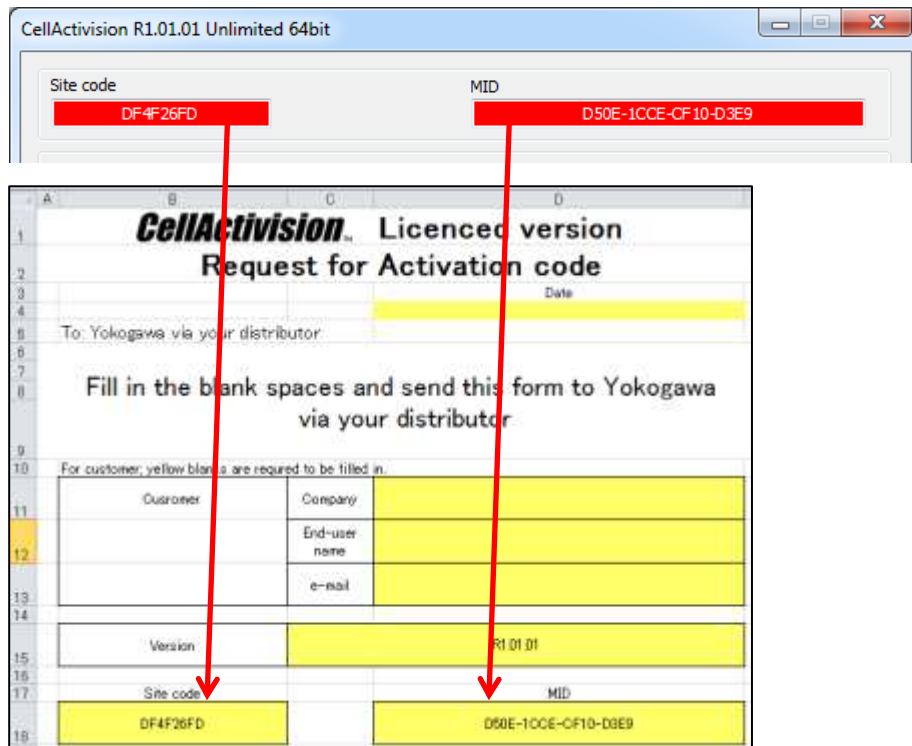 CellActivision R1.01.01 Unlimited 64bit
Site code MID
DF4F26FD D50E-1CCE-CF10-D3E9
A B C D
1 CellActivision™ Licenced version
2 Request for Activation code
3 Date
4
5 To: Yokogawa via your distributor
6
7
8 Fill in the blank spaces and send this form to Yokogawa
via your distributor
9
10 For customer; yellow blanks are requred to be filled in.
11 Cusromer Company
12 End-user
name
13 e-mail
14
15 Version R1.01.01
16
17 Site code MID
18 DF4F26FD D50E-1CCE-CF10-D3E9